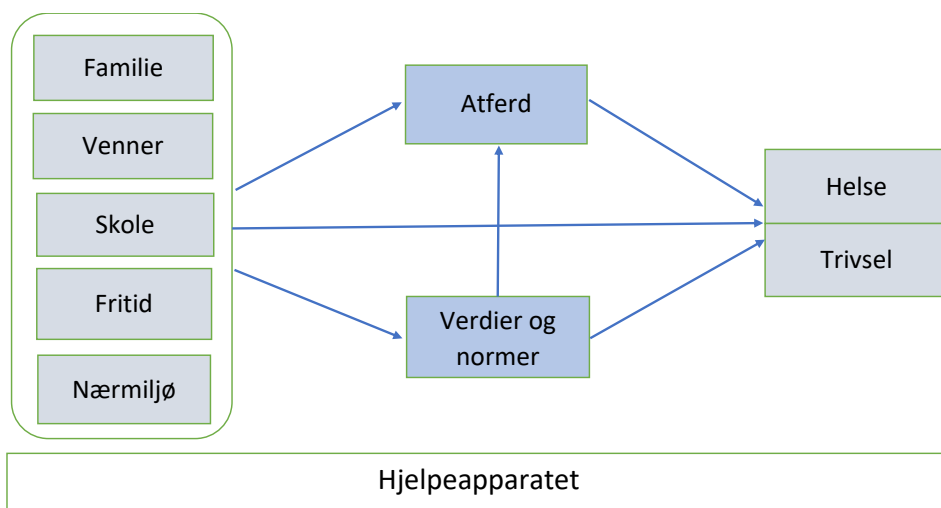 Familie
Venner
Skole
Fritid
Nærmiljø
Atferd
Verdier og
normer
Helse
Trivsel
Hjelpeapparatet